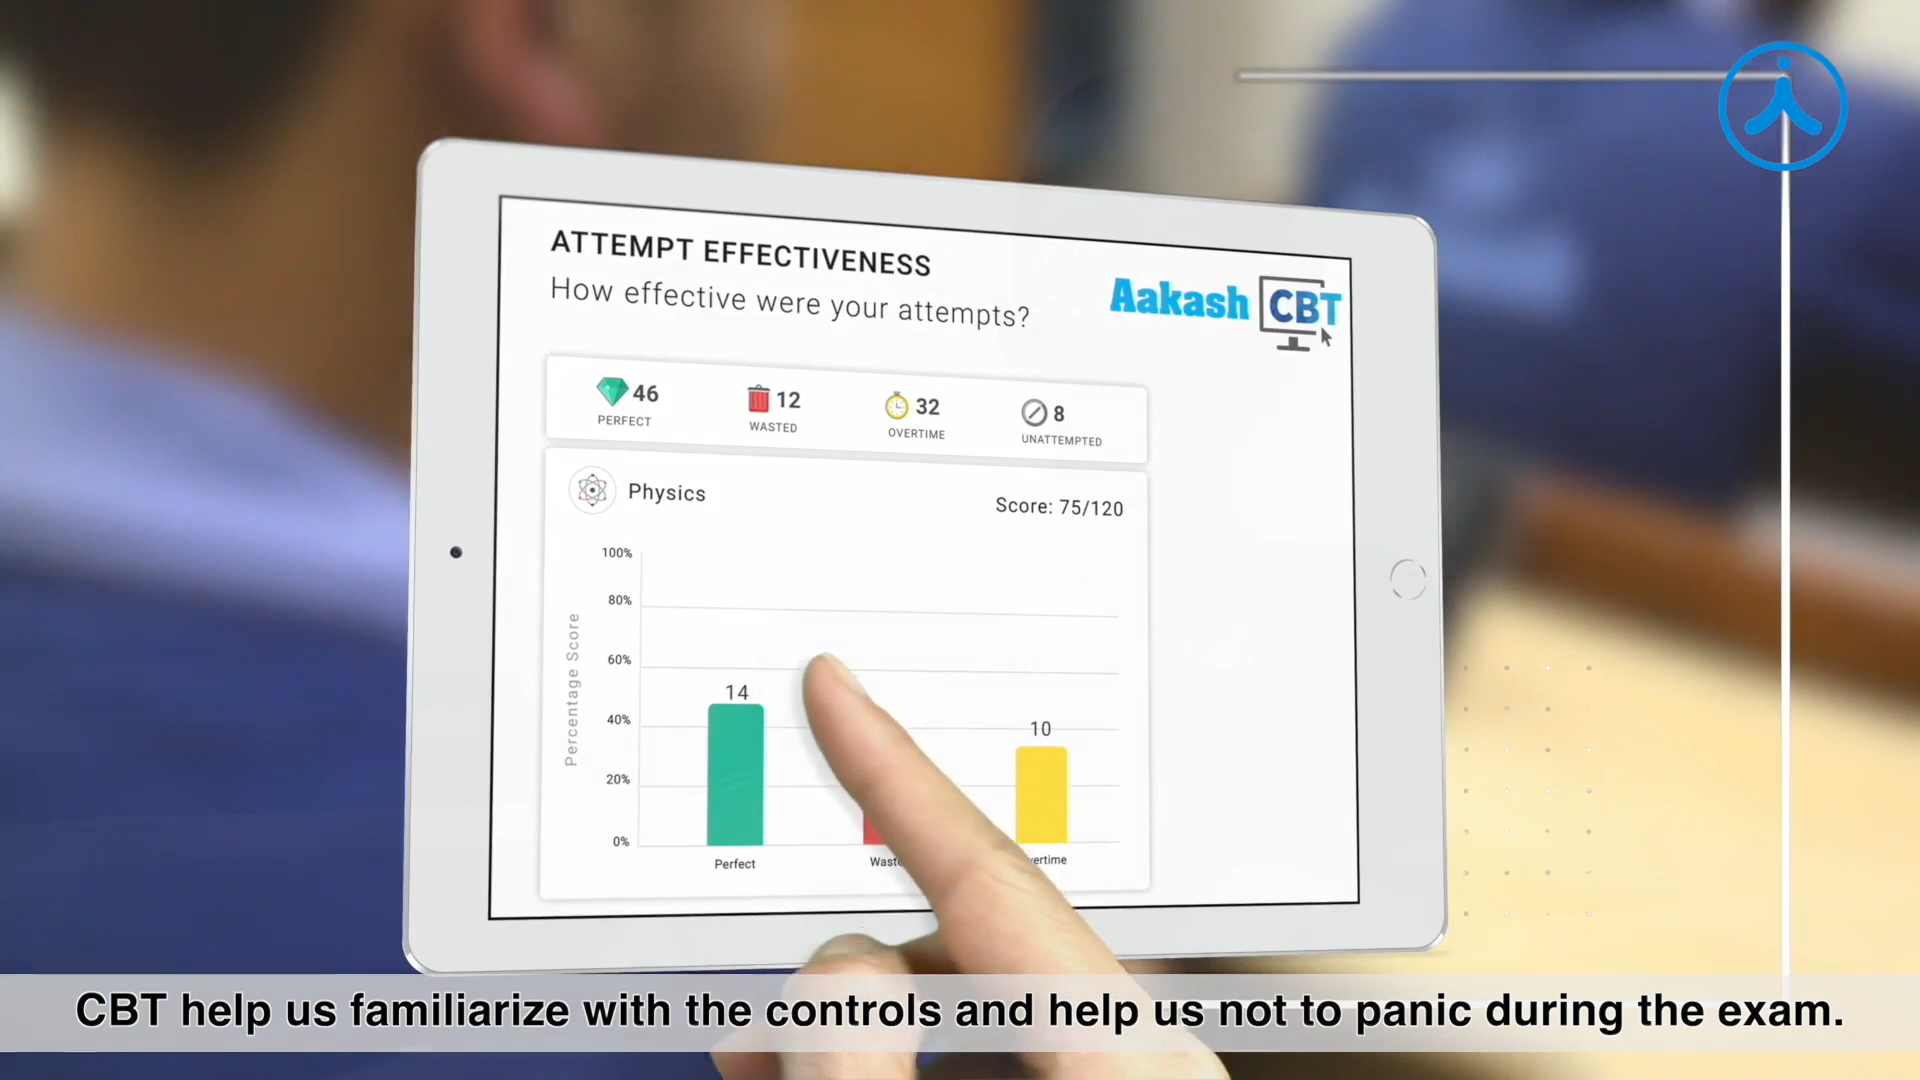 ATTEMPT EFFECTIVENESS
How effective were your attempts?
Aakash CBT
46
PERFECT
12
WASTED
32
OVERTIME
8
UNATTEMPTED
Physics
Score: 75/120
Percentage Score
100%
80%
60%
40%
20%
0%
14
10
Perfect
Waste
vertime
CBT help us familiarize with the controls and help us not to panic during the exam.